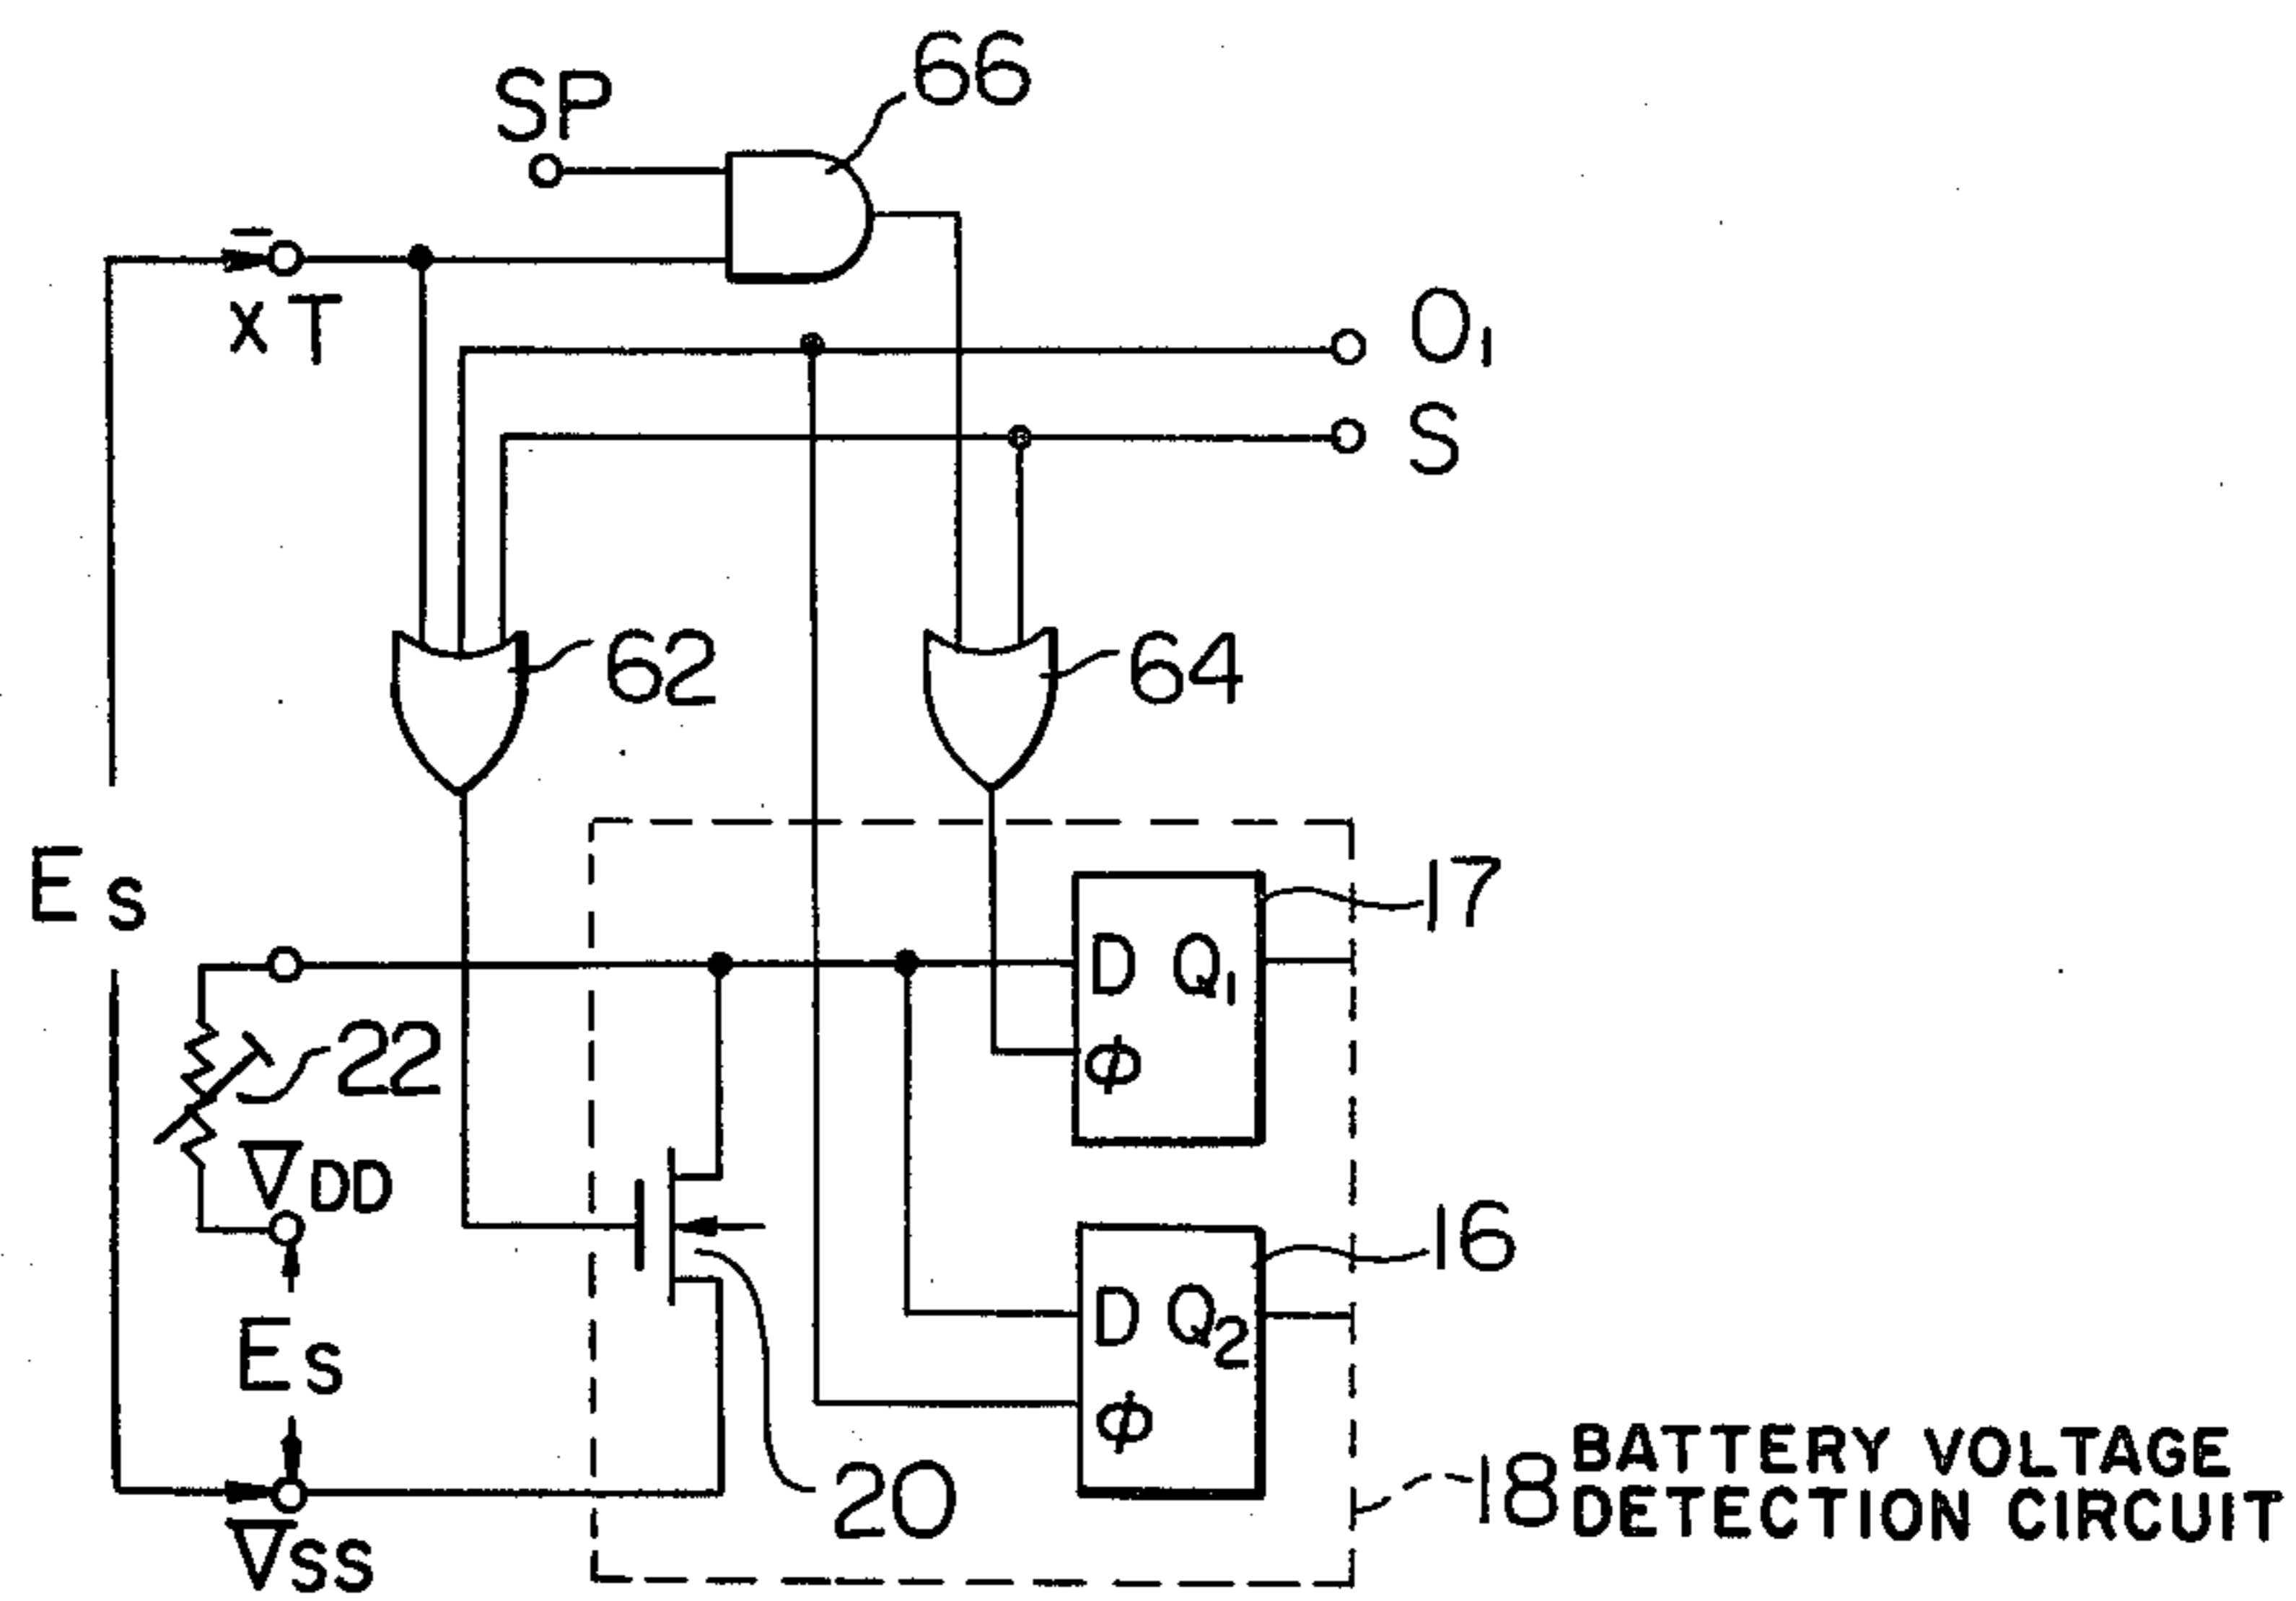 66
SP
x T
O1
S
62
64
Es
17
D Q1
ϕ
22
VDD
16
D Q2
ϕ
Es
20
18 BATTERY VOLTAGE
DETECTION CIRCUIT
VSS